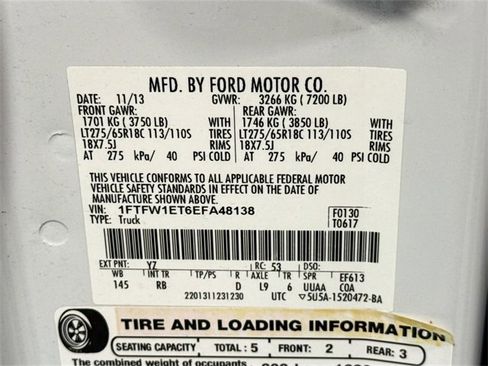 MFD. BY FORD MOTOR CO.
DATE: 11/13 GVWR: 3266 KG ( 7200 LB)
FRONT GAWR: REAR GAWR:
1701 KG ( 3750 LB) WITH 1746 KG ( 3850 LB) WITH
LT275/65R18C 113/110S TIRES LT275/65R18C 113/110S TIRES
18X7.5J RIMS 18X7.5J RIMS
AT 275 kPa/ 40 PSI COLD AT 275 kPa/ 40 PSI COLD
THIS VEHICLE CONFORMS TO ALL APPLICABLE FEDERAL MOTOR
VEHICLE SAFETY STANDARDS IN EFFECT ON THE DATE OF
MANUFACTURE SHOWN ABOVE.
VIN: 1FTFW1ET6EFA48138 F0130
TYPE: Truck T0617
EXT PNT: YZ RC: 53 DSO: EF613
WB INT TR TP/PS R AXLE TR SPR
145 RB D L9 6 UUAA COA
2201311231230 UTC ▽5U5A-1520472-BA
TIRE AND LOADING INFORMATION
SEATING CAPACITY TOTAL: 5 FRONT: 2 REAR: 3
The combined weight of occupants